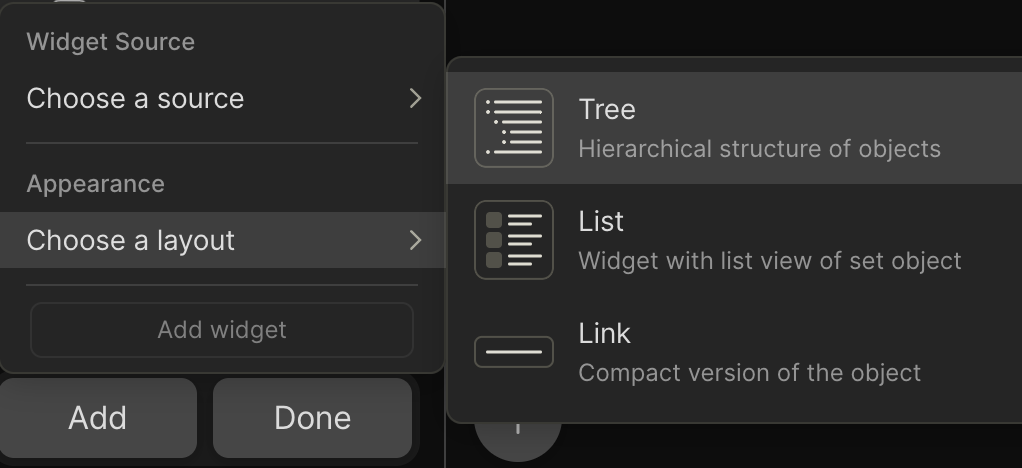 Widget Source
Choose a source
Appearance
Choose a layout
Add widget
Add
Done
Tree
Hierarchical structure of objects
List
Widget with list view of set object
Link
Compact version of the object